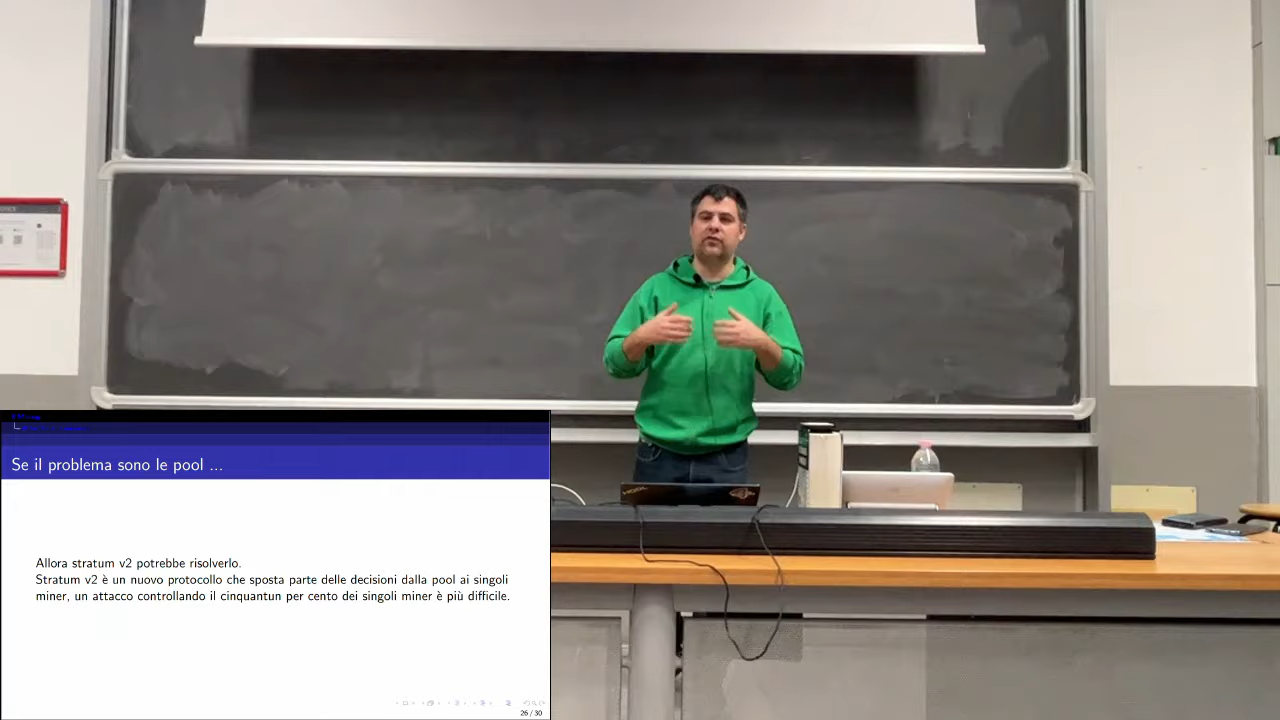 Se il problema sono le pool ...
Allora stratum v2 potrebbe risolverlo.
Stratum v2 è un nuovo protocollo che sposta parte delle decisioni dalla pool ai singoli
miner, un attacco controllando il cinquantun per cento dei singoli miner è più difficile.
26 / 30